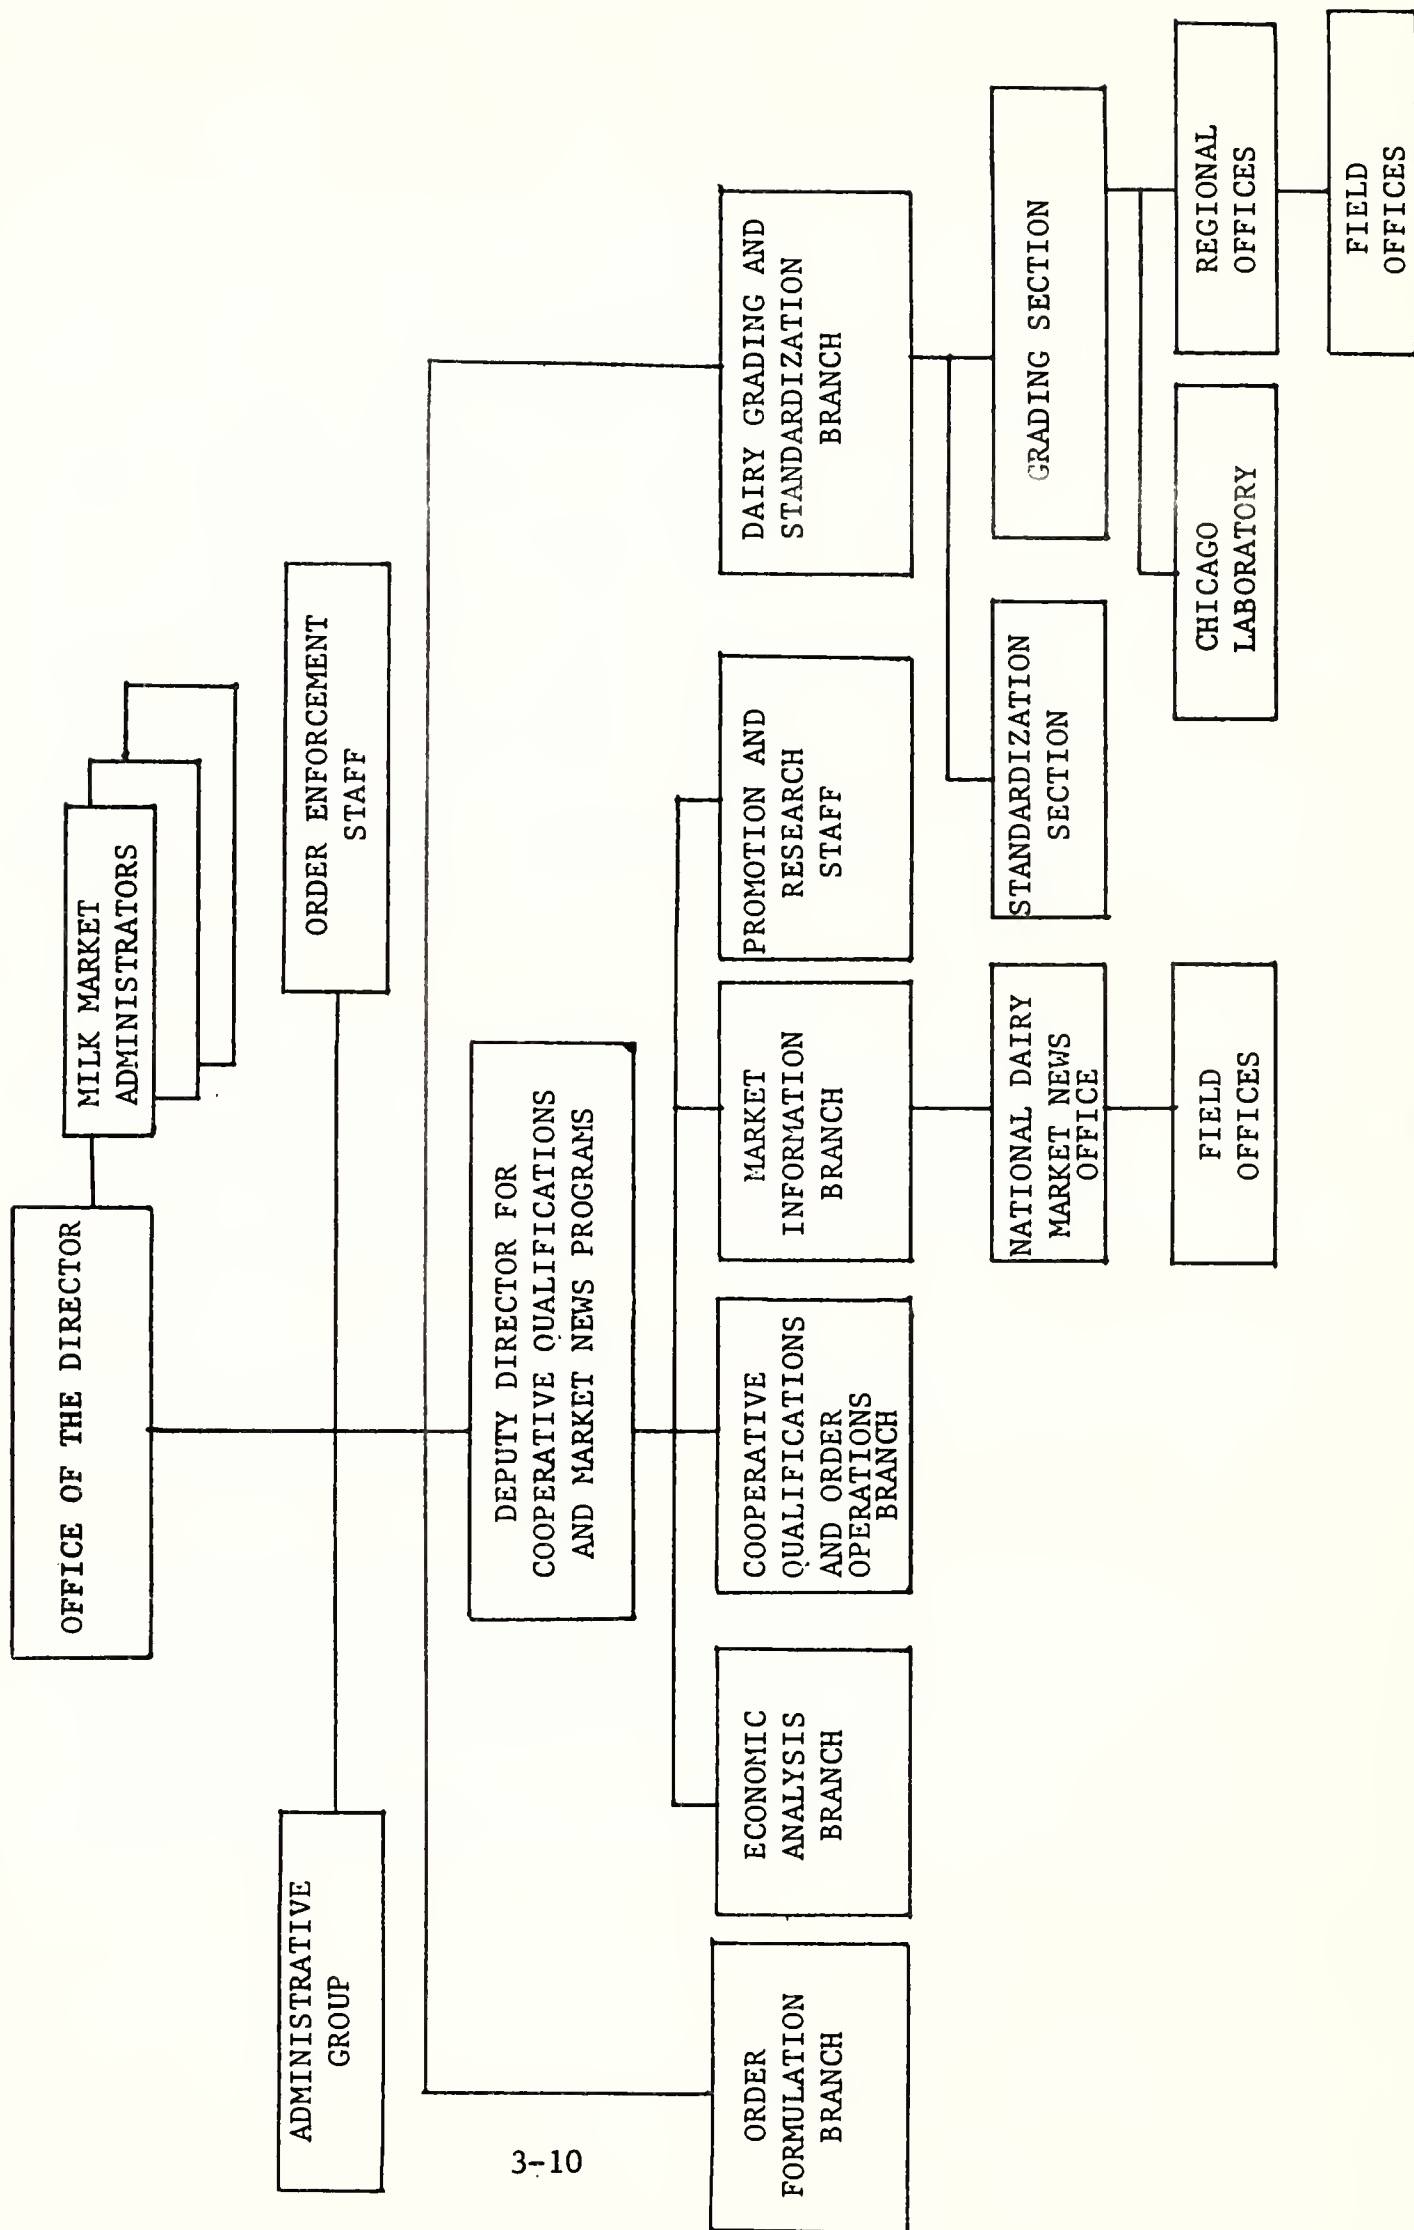 OFFICE OF THE DIRECTOR
MILK MARKET
ADMINISTRATORS
ADMINISTRATIVE
GROUP
ORDER ENFORCEMENT
STAFF
DEPUTY DIRECTOR FOR
COOPERATIVE QUALIFICATIONS
AND MARKET NEWS PROGRAMS
ORDER
FORMULATION
BRANCH
ECONOMIC
ANALYSIS
BRANCH
COOPERATIVE
QUALIFICATIONS
AND ORDER
OPERATIONS
BRANCH
MARKET
INFORMATION
BRANCH
PROMOTION AND
RESEARCH
STAFF
DAIRY GRADING AND
STANDARDIZATION
BRANCH
NATIONAL DAIRY
MARKET NEWS
OFFICE
STANDARDIZATION
SECTION
GRADING SECTION
FIELD
OFFICES
CHICAGO
LABORATORY
REGIONAL
OFFICES
FIELD
OFFICES
3-10